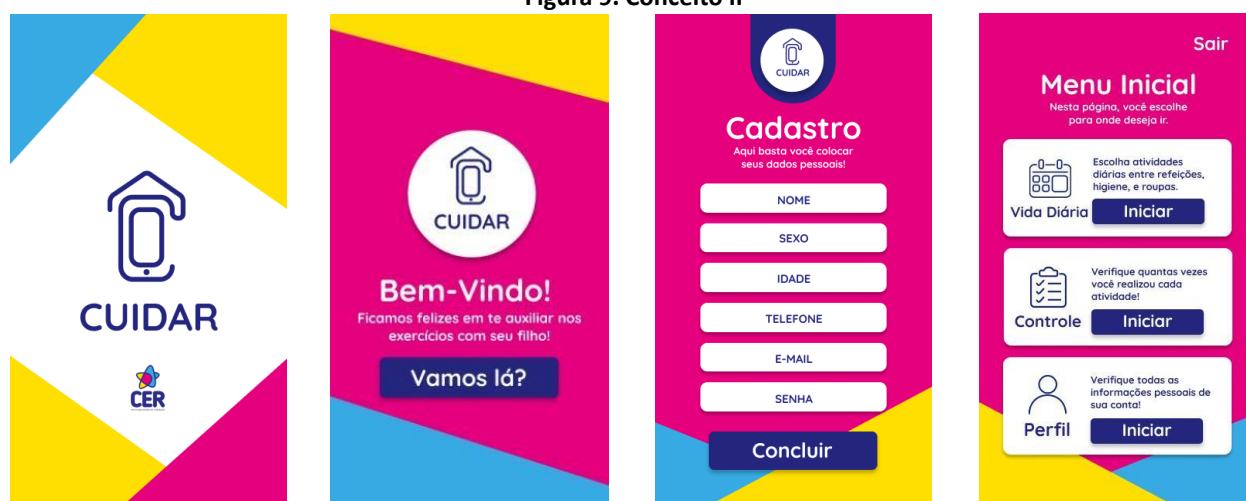 Figura 9: Conceito II
CUIDAR
CER
CUIDAR
Bem-Vindo!
Ficamos felizes em te auxiliar nos
exercícios com seu filho!
Vamos lá?
CUIDAR
Cadastro
Aqui basta você colocar
seus dados pessoais!
NOME
SEXO
IDADE
TELEFONE
E-MAIL
SENHA
Concluir
Sair
Menu Inicial
Nesta página, você escolhe
para onde deseja ir.
Escolha atividades
diárias entre refeições,
higiene, e roupas.
Vida Diária
Iniciar
Verifique quantas vezes
você realizou cada
atividade!
Controle
Iniciar
Verifique todas as
informações pessoais de
sua conta!
Perfil
Iniciar